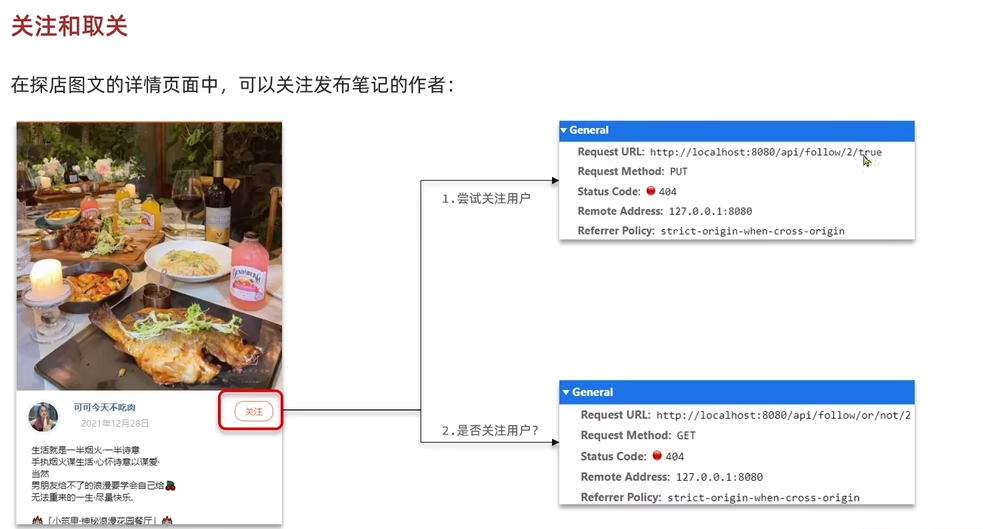 关注和取关
在探店图文的详情页面中，可以关注发布笔记的作者：
可可今天不吃肉
2021年12月28日
关注
生活就是一半烟火·一半诗意
手执烟火谋生活·心怀诗意以谋爱·
当然
男朋友给不了的浪漫要学会自己给🍒
无法重来的一生·尽量快乐.
🏰「小筑里·神秘浪漫花园餐厅」🏰
1.尝试关注用户
General
Request URL: http://localhost:8080/api/follow/2/true
Request Method: PUT
Status Code: 404
Remote Address: 127.0.0.1:8080
Referrer Policy: strict-origin-when-cross-origin
2.是否关注用户?
General
Request URL: http://localhost:8080/api/follow/or/not/2
Request Method: GET
Status Code: 404
Remote Address: 127.0.0.1:8080
Referrer Policy: strict-origin-when-cross-origin